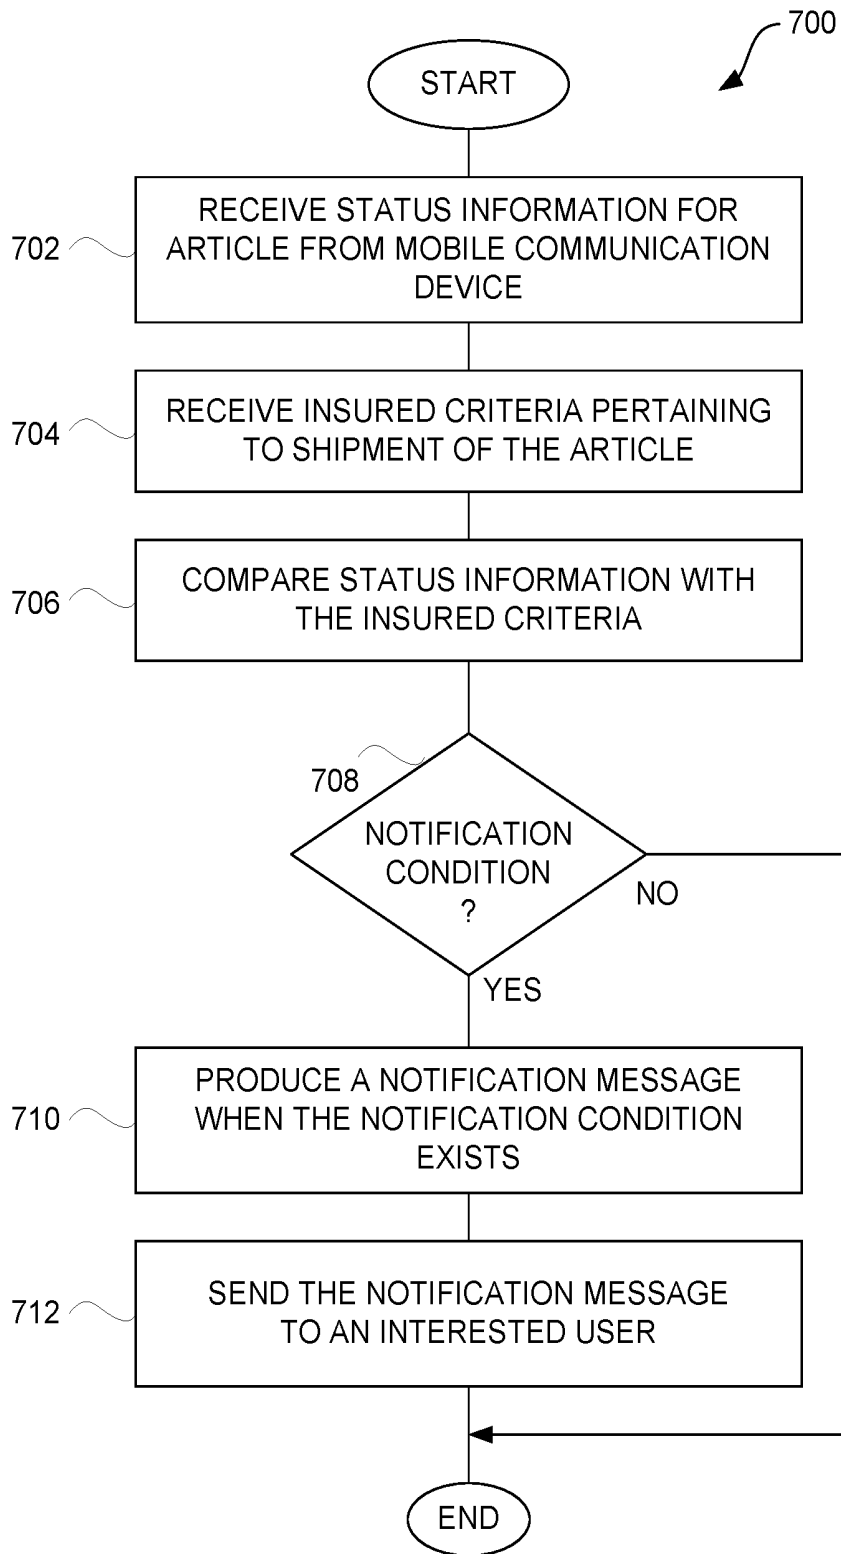 700
START
702
RECEIVE STATUS INFORMATION FOR
ARTICLE FROM MOBILE COMMUNICATION
DEVICE
704
RECEIVE INSURED CRITERIA PERTAINING
TO SHIPMENT OF THE ARTICLE
706
COMPARE STATUS INFORMATION WITH
THE INSURED CRITERIA
708
NOTIFICATION
CONDITION
?
NO
YES
710
PRODUCE A NOTIFICATION MESSAGE
WHEN THE NOTIFICATION CONDITION
EXISTS
712
SEND THE NOTIFICATION MESSAGE
TO AN INTERESTED USER
END